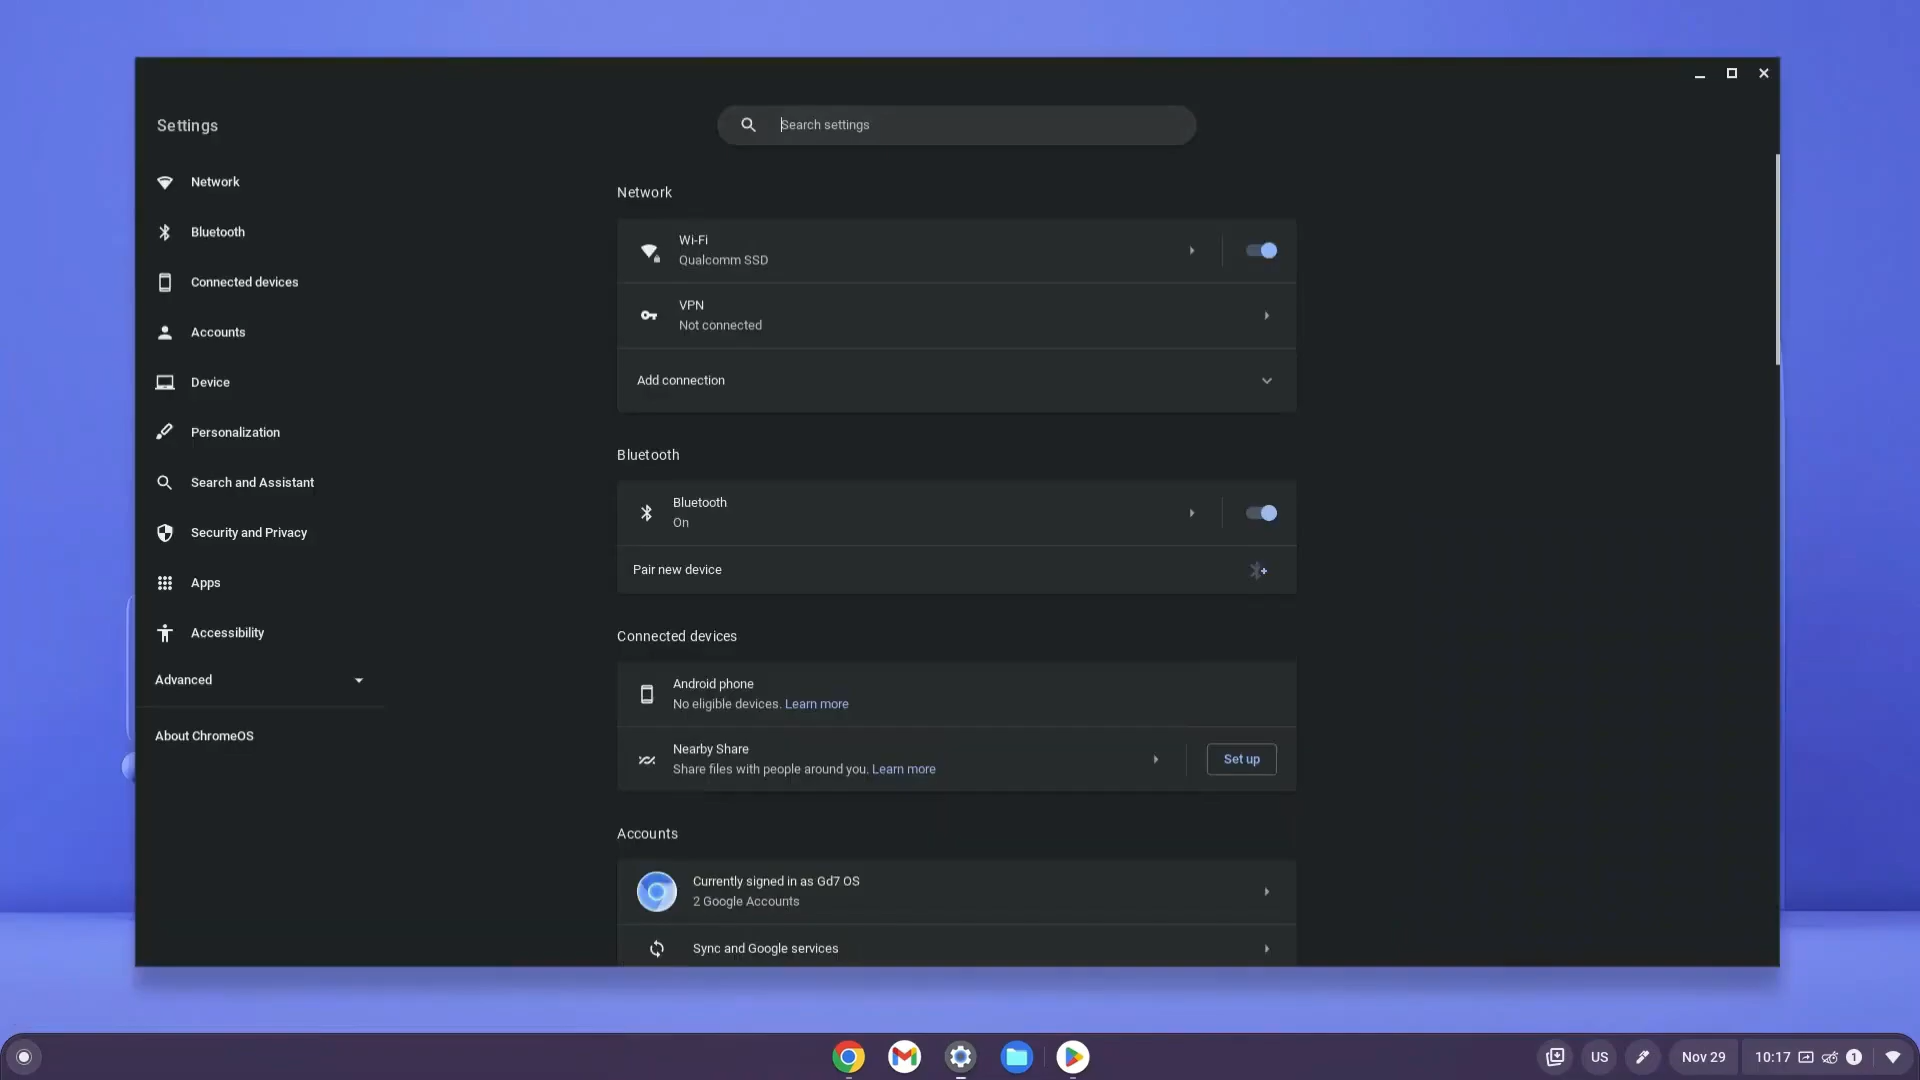 Settings
Search settings
Network
Bluetooth
Connected devices
Accounts
Device
Personalization
Search and Assistant
Security and Privacy
Apps
Accessibility
Advanced
About ChromeOS
Network
Wi-Fi
Qualcomm SSD
VPN
Not connected
Add connection
Bluetooth
Bluetooth
On
Pair new device
Connected devices
Android phone
No eligible devices. Learn more
Nearby Share
Share files with people around you. Learn more
Set up
Accounts
Currently signed in as Gd7 OS
2 Google Accounts
Sync and Google services
US
Nov 29
10:17
1